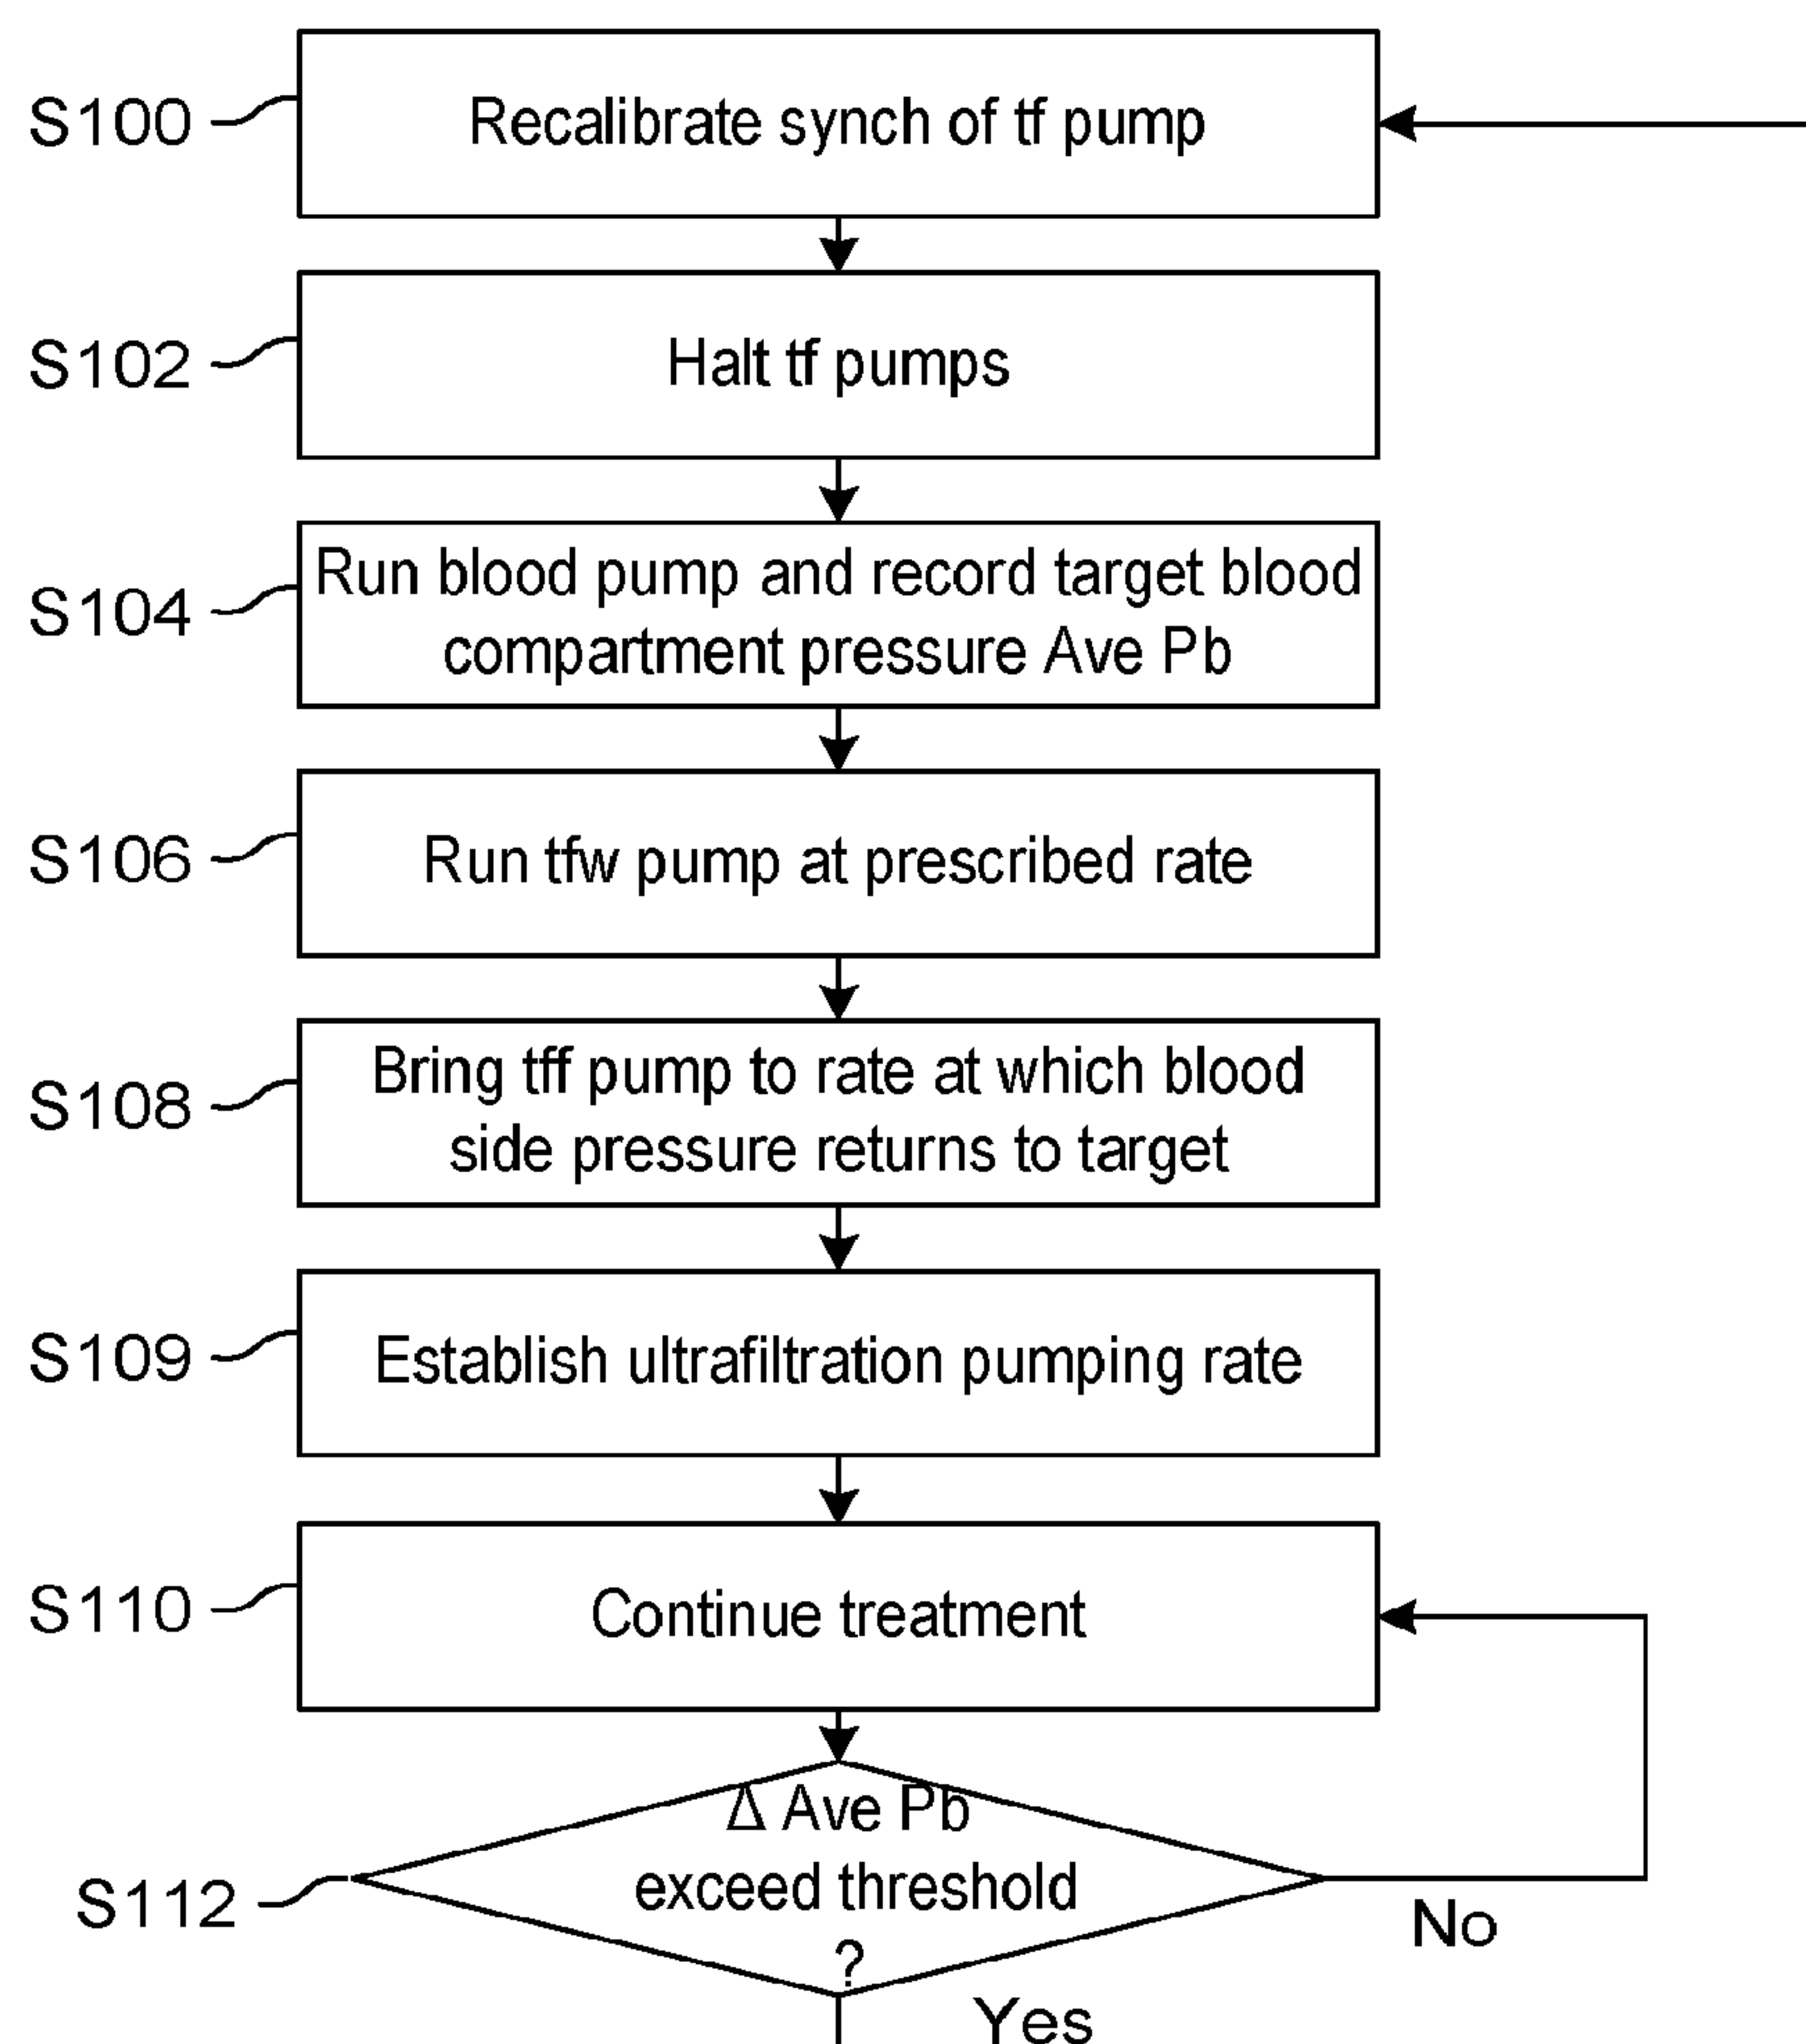 S100
Recalibrate synch of tf pump
S102
Halt tf pumps
S104
Run blood pump and record target blood
compartment pressure Ave Pb
S106
Run tfw pump at prescribed rate
S108
Bring tff pump to rate at which blood
side pressure returns to target
S109
Establish ultrafiltration pumping rate
S110
Continue treatment
S112
Δ Ave Pb
exceed threshold
?
No
Yes